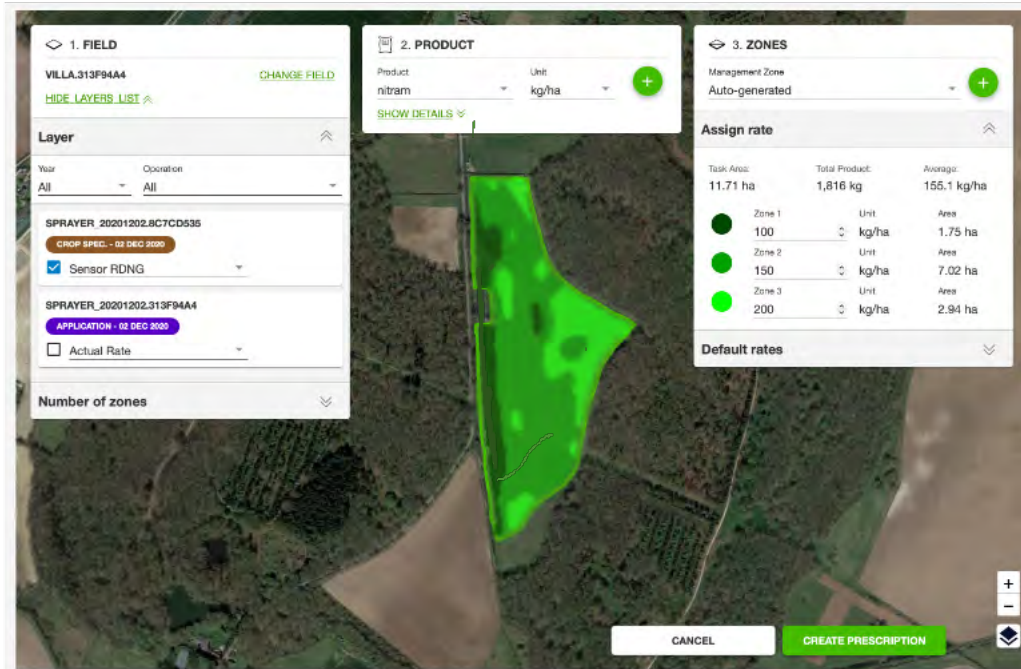 1. FIELD
VILLA.313F94A4
CHANGE FIELD
HIDE LAYERS LIST
Layer
Year
Operation
All
All
SPRAYER_20201202.8C7CD535
CROP SPEC. - 02 DEC 2020
Sensor RDNG
SPRAYER_20201202.313F94A4
APPLICATION - 02 DEC 2020
Actual Rate
Number of zones
2. PRODUCT
Product
Unit
nitram
kg/ha
+
SHOW DETAILS
3. ZONES
Management Zone
Auto-generated
+
Assign rate
Task Area:
Total Product:
Average:
11.71 ha
1,816 kg
155.1 kg/ha
Zone 1
Unit
Area
100
kg/ha
1.75 ha
Zone 2
Unit
Area
150
kg/ha
7.02 ha
Zone 3
Unit
Area
200
kg/ha
2.94 ha
Default rates
+
−
CANCEL
CREATE PRESCRIPTION